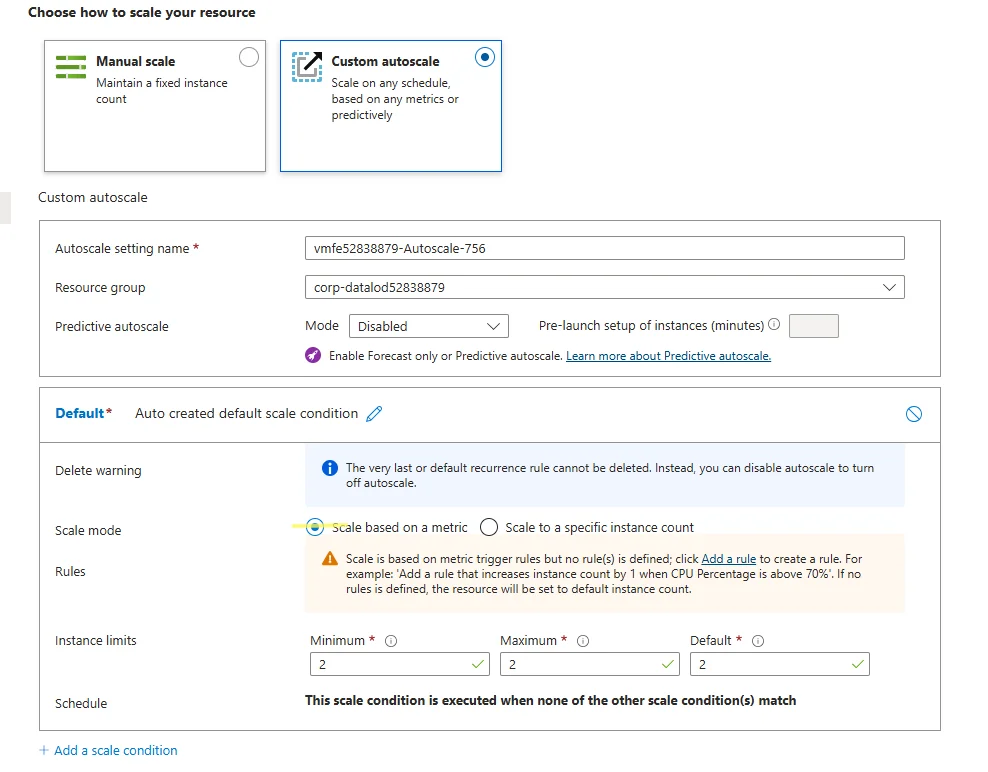 Choose how to scale your resource
Manual scale
Maintain a fixed instance
count
Custom autoscale
Scale on any schedule,
based on any metrics or
predictively
Custom autoscale
Autoscale setting name *
vmfe52838879-Autoscale-756
Resource group
corp-datalod52838879
Predictive autoscale
Mode
Disabled
Pre-launch setup of instances (minutes)
Enable Forecast only or Predictive autoscale. Learn more about Predictive autoscale.
Default*
Auto created default scale condition
Delete warning
The very last or default recurrence rule cannot be deleted. Instead, you can disable autoscale to turn
off autoscale.
Scale mode
Scale based on a metric
Scale to a specific instance count
Rules
Scale is based on metric trigger rules but no rule(s) is defined; click Add a rule to create a rule. For
example: 'Add a rule that increases instance count by 1 when CPU Percentage is above 70%'. If no
rules is defined, the resource will be set to default instance count.
Instance limits
Minimum *
Maximum *
Default *
2
2
2
Schedule
This scale condition is executed when none of the other scale condition(s) match
+ Add a scale condition